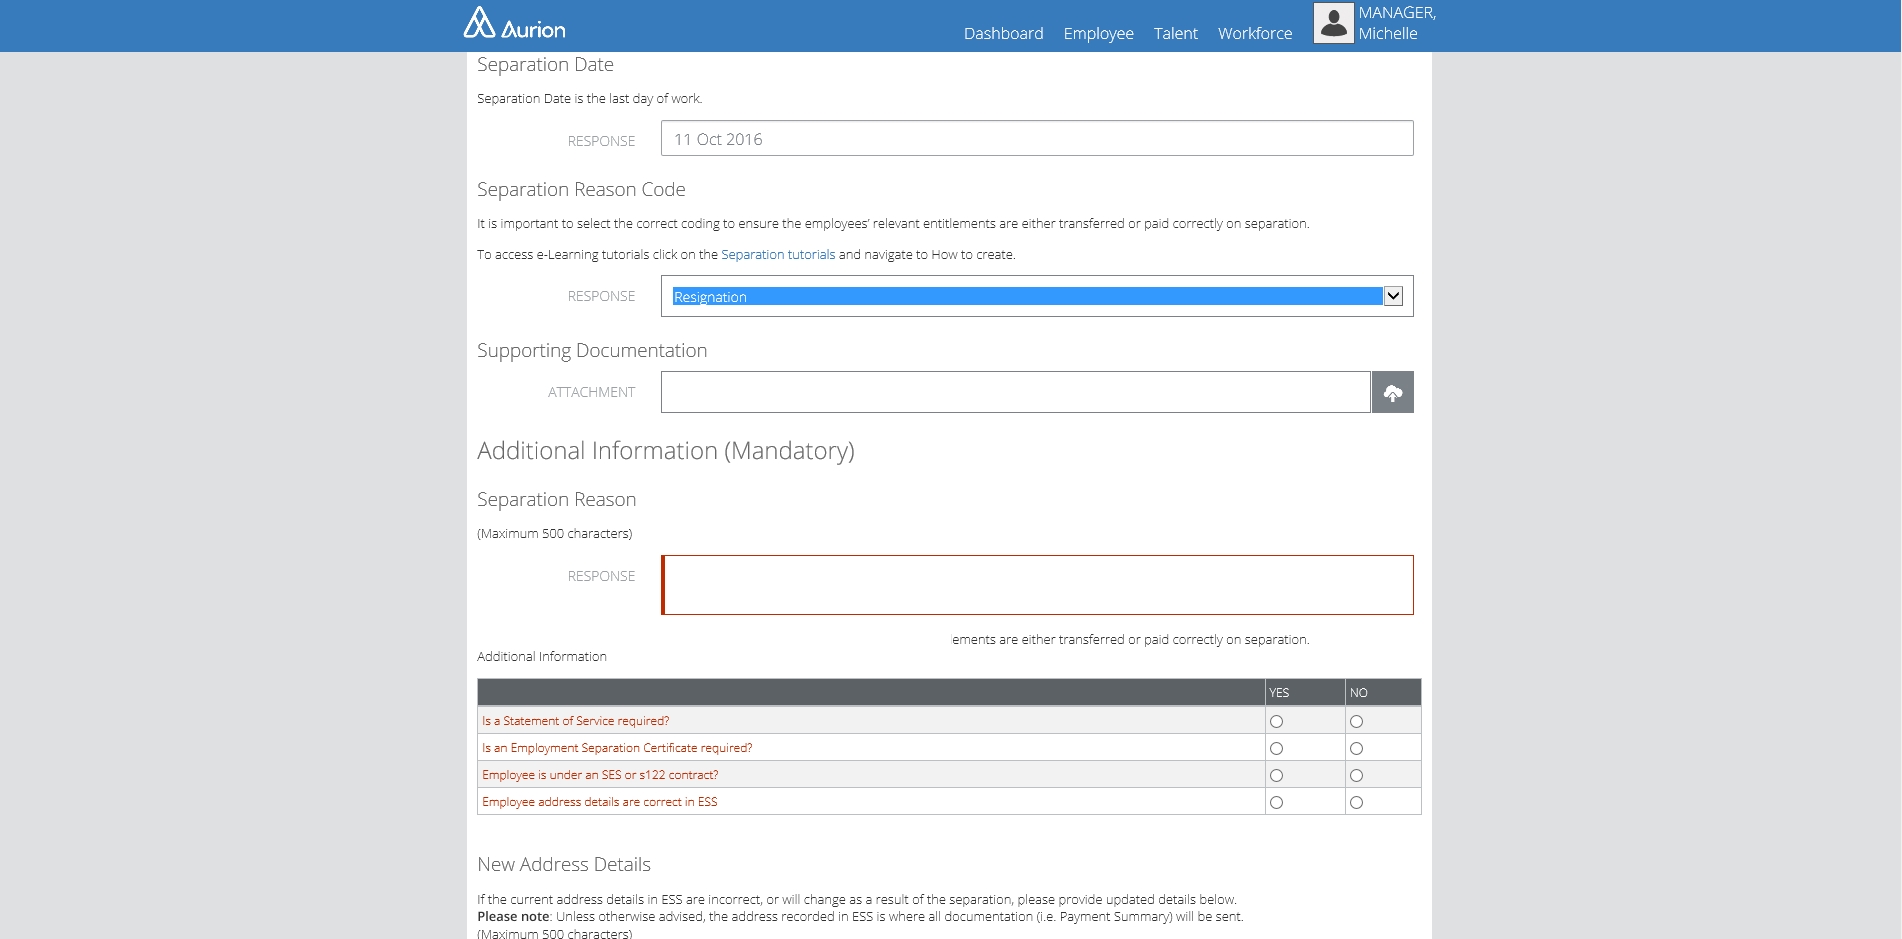 Aurion
Dashboard Employee Talent Workforce
MANAGER,
Michelle
Separation Date
Separation Date is the last day of work.
RESPONSE 11 Oct 2016
Separation Reason Code
It is important to select the correct coding to ensure the employees' relevant entitlements are either transferred or paid correctly on separation.
To access e-Learning tutorials click on the Separation tutorials and navigate to How to create.
RESPONSE Resignation
Supporting Documentation
ATTACHMENT
Additional Information (Mandatory)
Separation Reason
(Maximum 500 characters)
RESPONSE
lements are either transferred or paid correctly on separation.
Additional Information
YES NO
Is a Statement of Service required?
Is an Employment Separation Certificate required?
Employee is under an SES or s122 contract?
Employee address details are correct in ESS
New Address Details
If the current address details in ESS are incorrect, or will change as a result of the separation, please provide updated details below.
Please note: Unless otherwise advised, the address recorded in ESS is where all documentation (i.e. Payment Summary) will be sent.
(Maximum 500 characters)